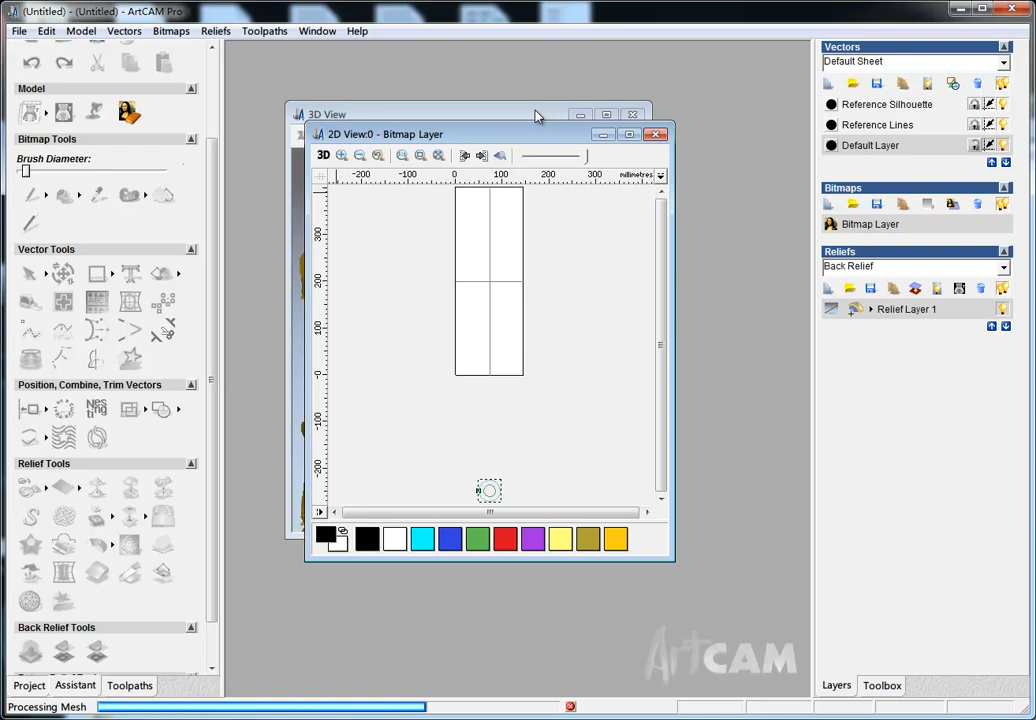 (Untitled) - (Untitled) - ArtCAM Pro
File Edit Model Vectors Bitmaps Reliefs Toolpaths Window Help
Model
Bitmap Tools
Brush Diameter:
Vector Tools
Position, Combine, Trim Vectors
Relief Tools
Back Relief Tools
Project Assistant Toolpaths
Processing Mesh
3D View
2D View:0 - Bitmap Layer
3D
-200 -100 0 100 200 300 millimetres
300
200
100
-0
-100
-200
ArtCAM
Vectors
Default Sheet
Reference Silhouette
Reference Lines
Default Layer
Bitmaps
Bitmap Layer
Reliefs
Back Relief
Relief Layer 1
Layers Toolbox